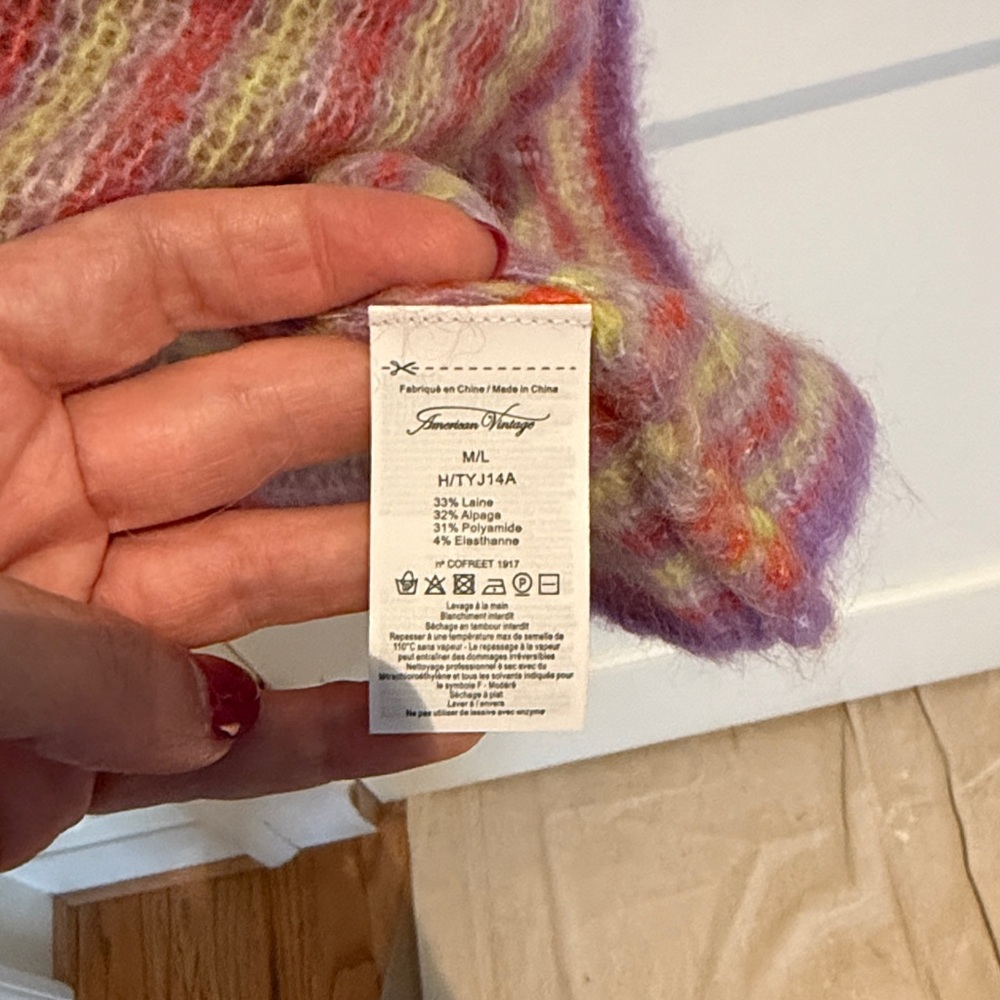 Fabriqué en Chine / Made in China
American Vintage
M/L
H/TYJ14A
33% Laine
32% Alpaga
31% Polyamide
4% Elasthanne
n° COFREET 1917
P
Lavage à la main
Blanchiment interdit
Séchage en tambour interdit
Repasser à une température max de semelle de
110°C sans vapeur - Le repassage à la vapeur
peut entraîner des dommages irréversibles
Nettoyage professionnel à sec avec du
tétrachloroéthylène et tous les solvants indiqués pour
le symbole F - Modéré
Séchage à plat
Laver à l'envers
Ne pas utiliser de lessive avec enzyme